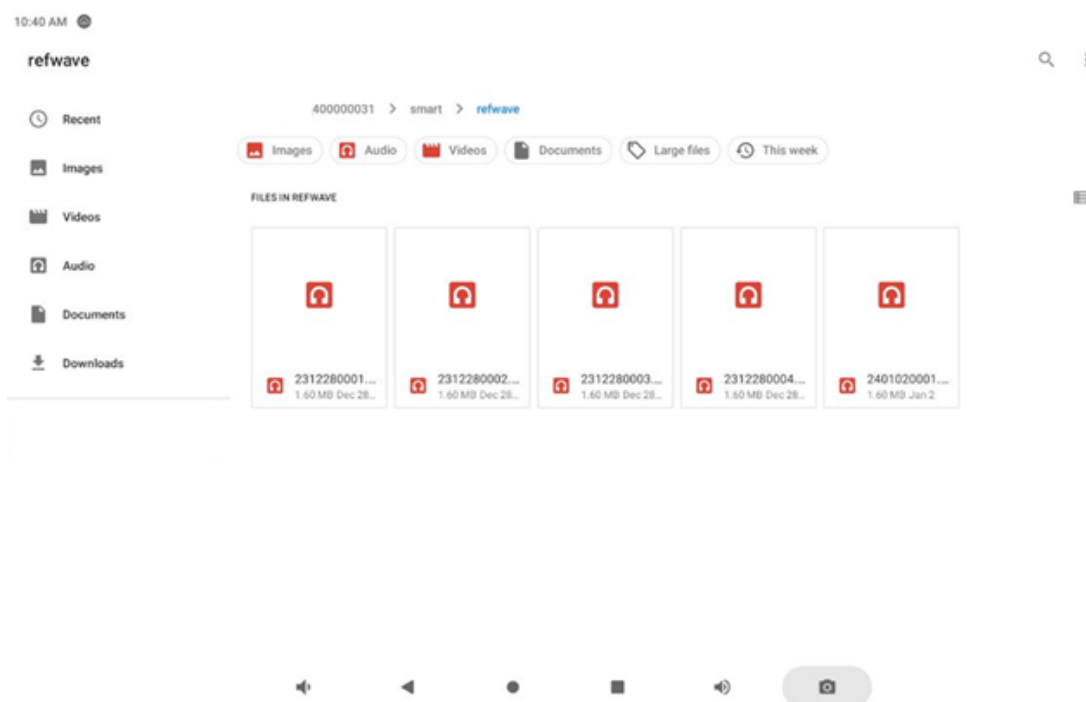 10:40 AM
refwave
Recent
Images
Videos
Audio
Documents
Downloads
400000031 > smart > refwave
Images Audio Videos Documents Large files This week
FILES IN REFWAVE
2312280001....
1.60 MB Dec 28...
2312280002....
1.60 MB Dec 28...
2312280003....
1.60 MB Dec 28...
2312280004....
1.60 MB Dec 28...
2401020001....
1.60 MB Jan 2